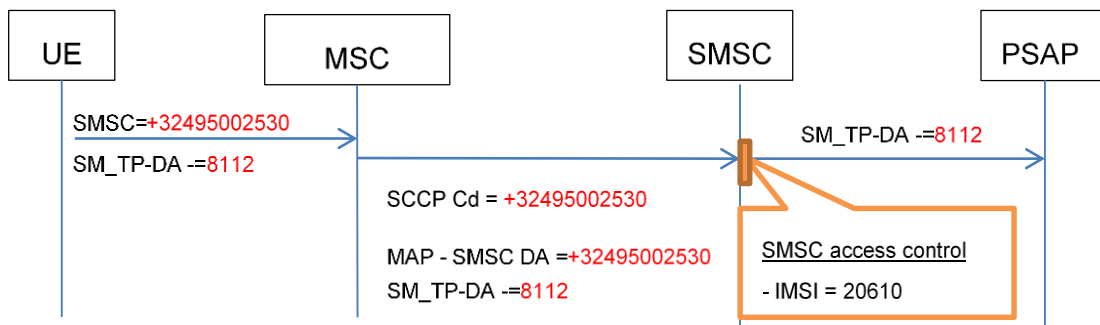 UE
MSC
SMSC
PSAP
SMSC=+32495002530
SM_TP-DA -=8112
SM_TP-DA -=8112
SCCP Cd = +32495002530
MAP - SMSC DA =+32495002530
SM_TP-DA -=8112
SMSC access control
- IMSI = 20610